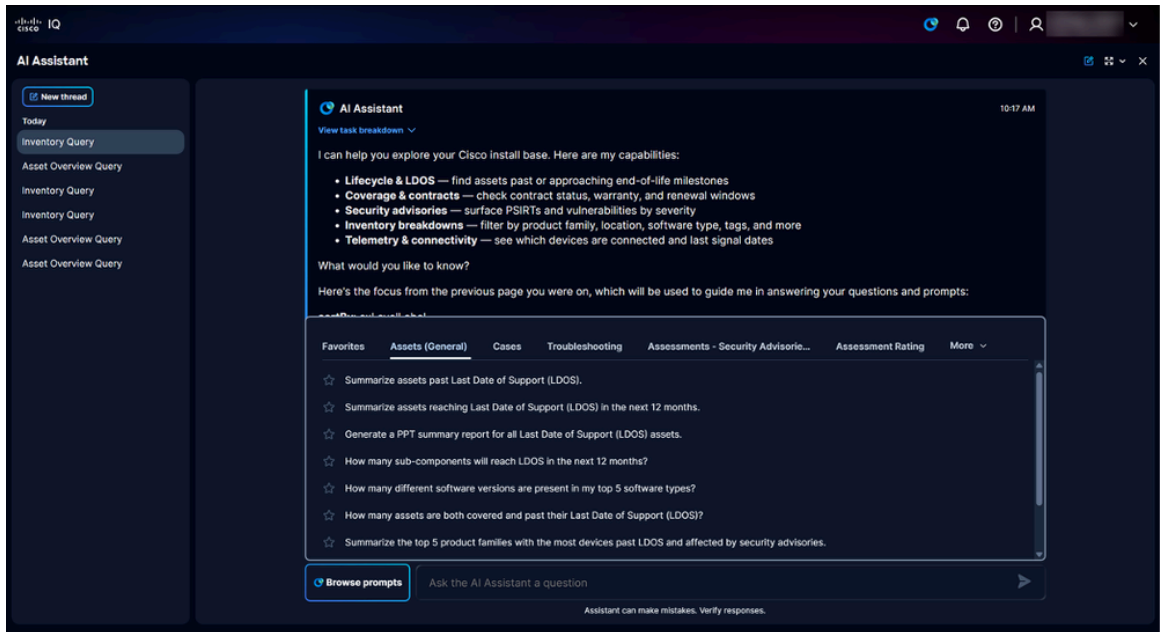 cisco IQ
AI Assistant
New thread
Today
Inventory Query
Asset Overview Query
Inventory Query
Inventory Query
Asset Overview Query
Asset Overview Query
AI Assistant
10:17 AM
View task breakdown
I can help you explore your Cisco install base. Here are my capabilities:
• Lifecycle & LDOS — find assets past or approaching end-of-life milestones
• Coverage & contracts — check contract status, warranty, and renewal windows
• Security advisories — surface PSIRTs and vulnerabilities by severity
• Inventory breakdowns — filter by product family, location, software type, tags, and more
• Telemetry & connectivity — see which devices are connected and last signal dates
What would you like to know?
Here's the focus from the previous page you were on, which will be used to guide me in answering your questions and prompts:
Favorites Assets (General) Cases Troubleshooting Assessments - Security Advisorie... Assessment Rating More
Summarize assets past Last Date of Support (LDOS).
Summarize assets reaching Last Date of Support (LDOS) in the next 12 months.
Generate a PPT summary report for all Last Date of Support (LDOS) assets.
How many sub-components will reach LDOS in the next 12 months?
How many different software versions are present in my top 5 software types?
How many assets are both covered and past their Last Date of Support (LDOS)?
Summarize the top 5 product families with the most devices past LDOS and affected by security advisories.
Browse prompts
Ask the AI Assistant a question
Assistant can make mistakes. Verify responses.